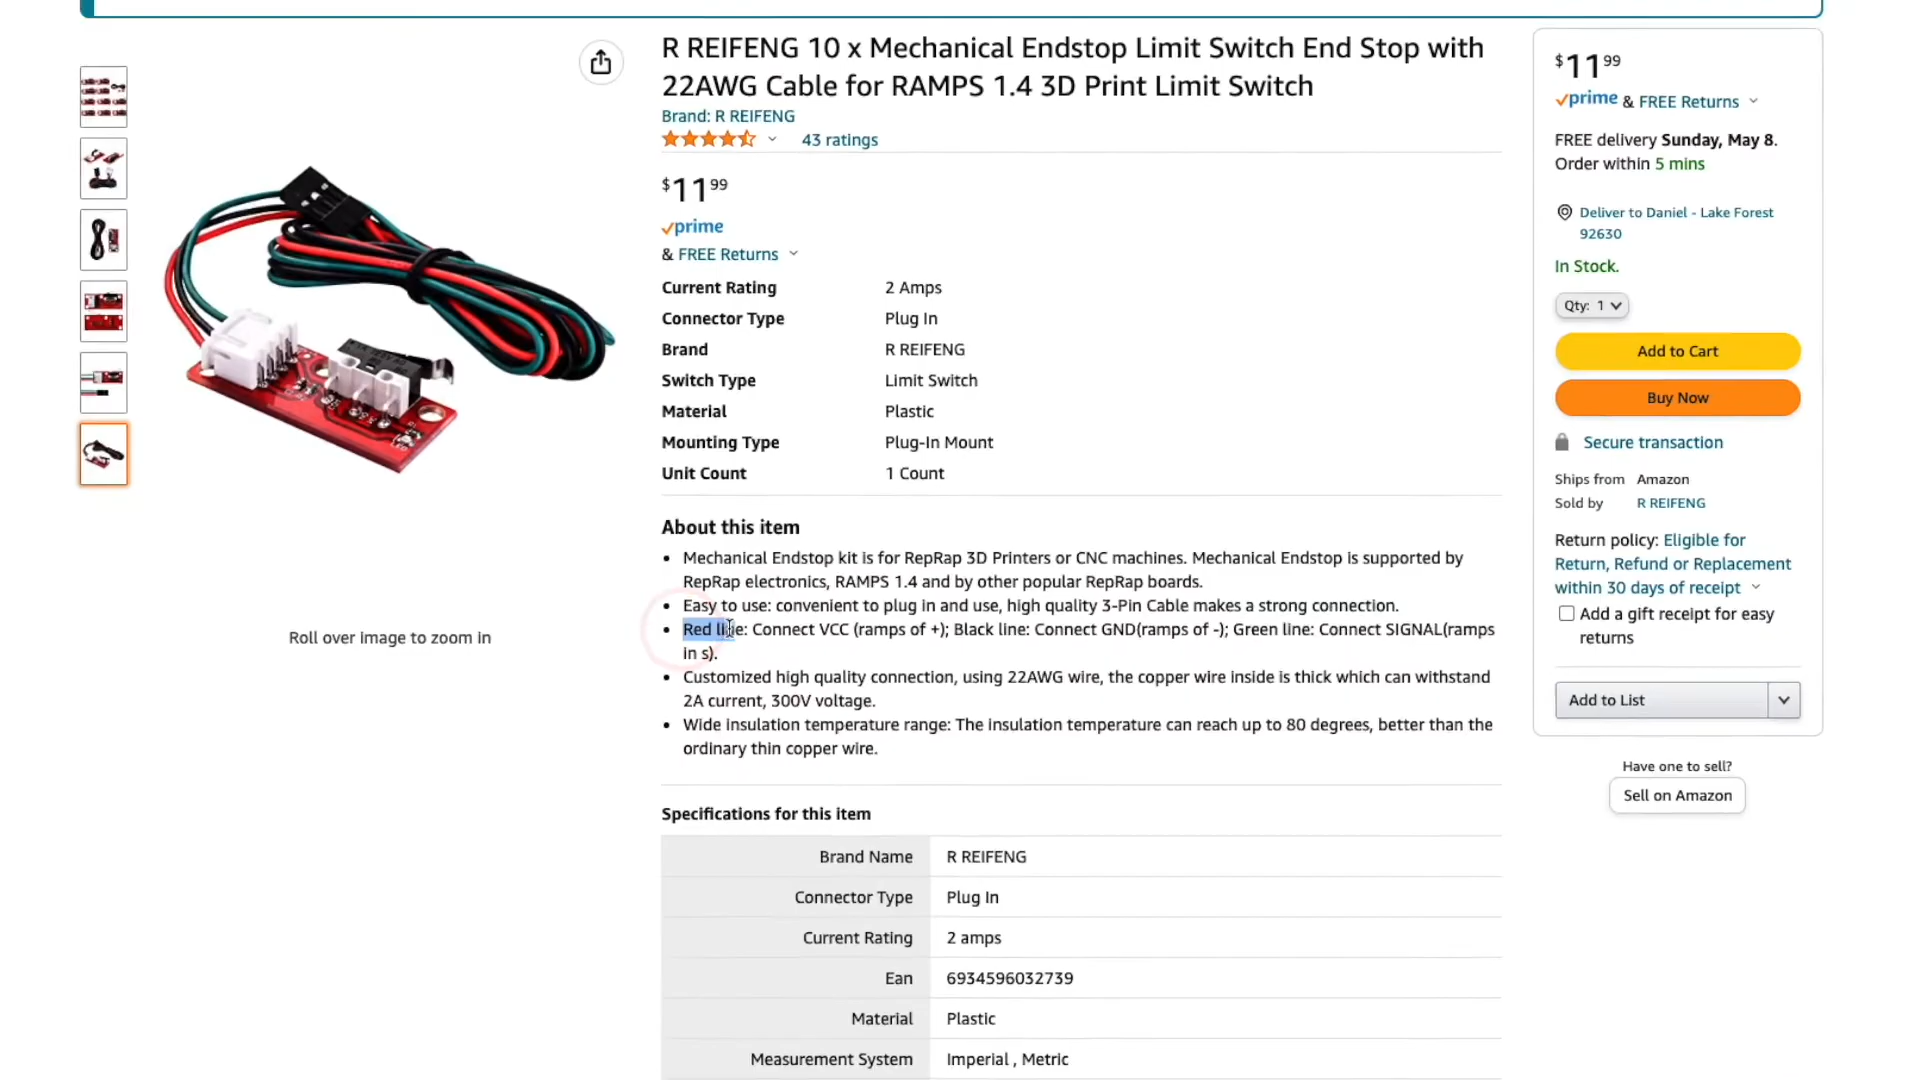 R REIFENG 10 x Mechanical Endstop Limit Switch End Stop with
22AWG Cable for RAMPS 1.4 3D Print Limit Switch
Brand: R REIFENG
43 ratings
$11 99
prime
& FREE Returns
Current Rating 2 Amps
Connector Type Plug In
Brand R REIFENG
Switch Type Limit Switch
Material Plastic
Mounting Type Plug-In Mount
Unit Count 1 Count
About this item
• Mechanical Endstop kit is for RepRap 3D Printers or CNC machines. Mechanical Endstop is supported by
RepRap electronics, RAMPS 1.4 and by other popular RepRap boards.
• Easy to use: convenient to plug in and use, high quality 3-Pin Cable makes a strong connection.
• Red line: Connect VCC (ramps of +); Black line: Connect GND(ramps of -); Green line: Connect SIGNAL(ramps
in s).
• Customized high quality connection, using 22AWG wire, the copper wire inside is thick which can withstand
2A current, 300V voltage.
• Wide insulation temperature range: The insulation temperature can reach up to 80 degrees, better than the
ordinary thin copper wire.
Specifications for this item
Brand Name R REIFENG
Connector Type Plug In
Current Rating 2 amps
Ean 6934596032739
Material Plastic
Measurement System Imperial , Metric
Roll over image to zoom in
$11 99
prime & FREE Returns
FREE delivery Sunday, May 8.
Order within 5 mins
Deliver to Daniel - Lake Forest
92630
In Stock.
Qty: 1
Add to Cart
Buy Now
Secure transaction
Ships from Amazon
Sold by R REIFENG
Return policy: Eligible for
Return, Refund or Replacement
within 30 days of receipt
Add a gift receipt for easy
returns
Add to List
Have one to sell?
Sell on Amazon